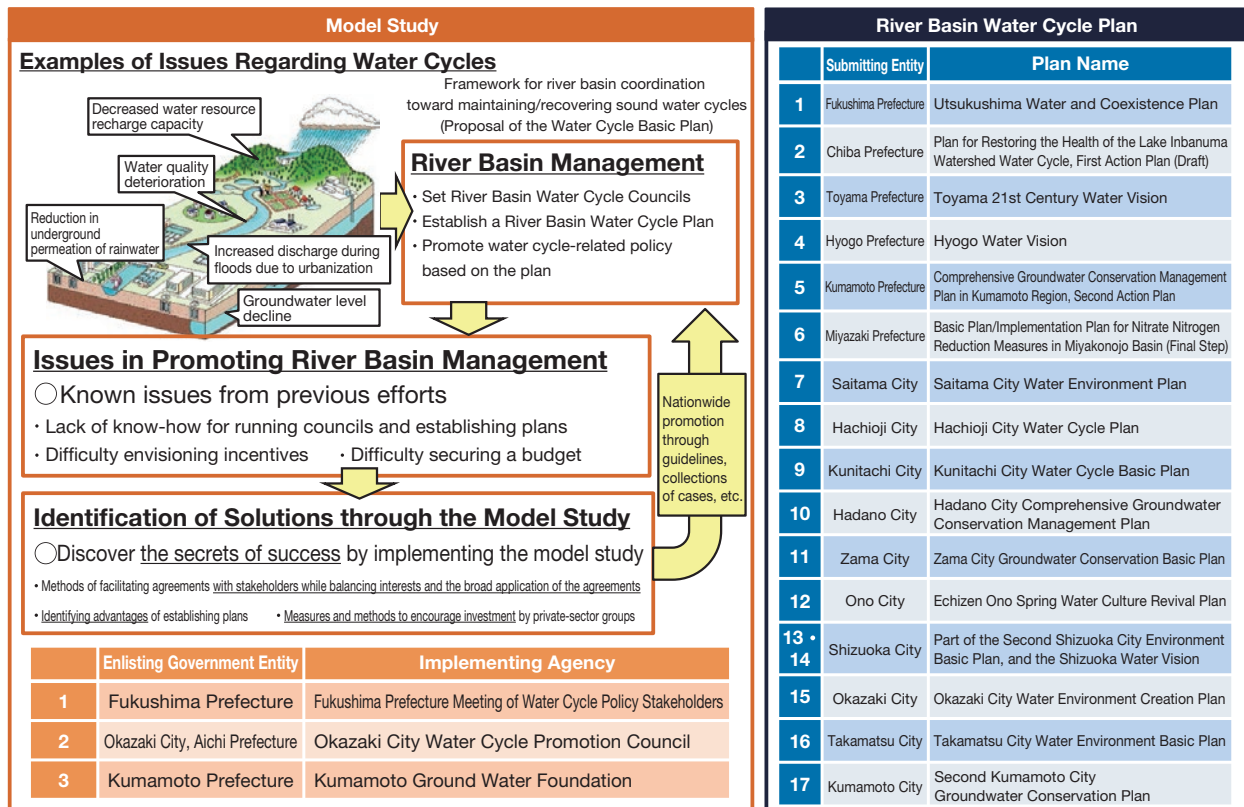 Model Study
Examples of Issues Regarding Water Cycles
Decreased water resource
recharge capacity
Water quality
deterioration
Reduction in
underground
permeation of rainwater
Increased discharge during
floods due to urbanization
Groundwater level
decline
Framework for river basin coordination
toward maintaining/recovering sound water cycles
(Proposal of the Water Cycle Basic Plan)
River Basin Management
・Set River Basin Water Cycle Councils
・Establish a River Basin Water Cycle Plan
・Promote water cycle-related policy
based on the plan
Issues in Promoting River Basin Management
○Known issues from previous efforts
・Lack of know-how for running councils and establishing plans
・Difficulty envisioning incentives ・Difficulty securing a budget
Nationwide
promotion
through
guidelines,
collections
of cases, etc.
Identification of Solutions through the Model Study
○Discover the secrets of success by implementing the model study
・Methods of facilitating agreements with stakeholders while balancing interests and the broad application of the agreements
・Identifying advantages of establishing plans ・Measures and methods to encourage investment by private-sector groups
Enlisting Government Entity Implementing Agency
1 Fukushima Prefecture Fukushima Prefecture Meeting of Water Cycle Policy Stakeholders
2 Okazaki City, Aichi Prefecture Okazaki City Water Cycle Promotion Council
3 Kumamoto Prefecture Kumamoto Ground Water Foundation
River Basin Water Cycle Plan
Submitting Entity Plan Name
1 Fukushima Prefecture Utsukushima Water and Coexistence Plan
2 Chiba Prefecture Plan for Restoring the Health of the Lake Inbanuma
Watershed Water Cycle, First Action Plan (Draft)
3 Toyama Prefecture Toyama 21st Century Water Vision
4 Hyogo Prefecture Hyogo Water Vision
5 Kumamoto Prefecture Comprehensive Groundwater Conservation Management
Plan in Kumamoto Region, Second Action Plan
6 Miyazaki Prefecture Basic Plan/Implementation Plan for Nitrate Nitrogen
Reduction Measures in Miyakonojo Basin (Final Step)
7 Saitama City Saitama City Water Environment Plan
8 Hachioji City Hachioji City Water Cycle Plan
9 Kunitachi City Kunitachi City Water Cycle Basic Plan
10 Hadano City Hadano City Comprehensive Groundwater
Conservation Management Plan
11 Zama City Zama City Groundwater Conservation Basic Plan
12 Ono City Echizen Ono Spring Water Culture Revival Plan
13・
14 Shizuoka City Part of the Second Shizuoka City Environment
Basic Plan, and the Shizuoka Water Vision
15 Okazaki City Okazaki City Water Environment Creation Plan
16 Takamatsu City Takamatsu City Water Environment Basic Plan
17 Kumamoto City Second Kumamoto City
Groundwater Conservation Plan